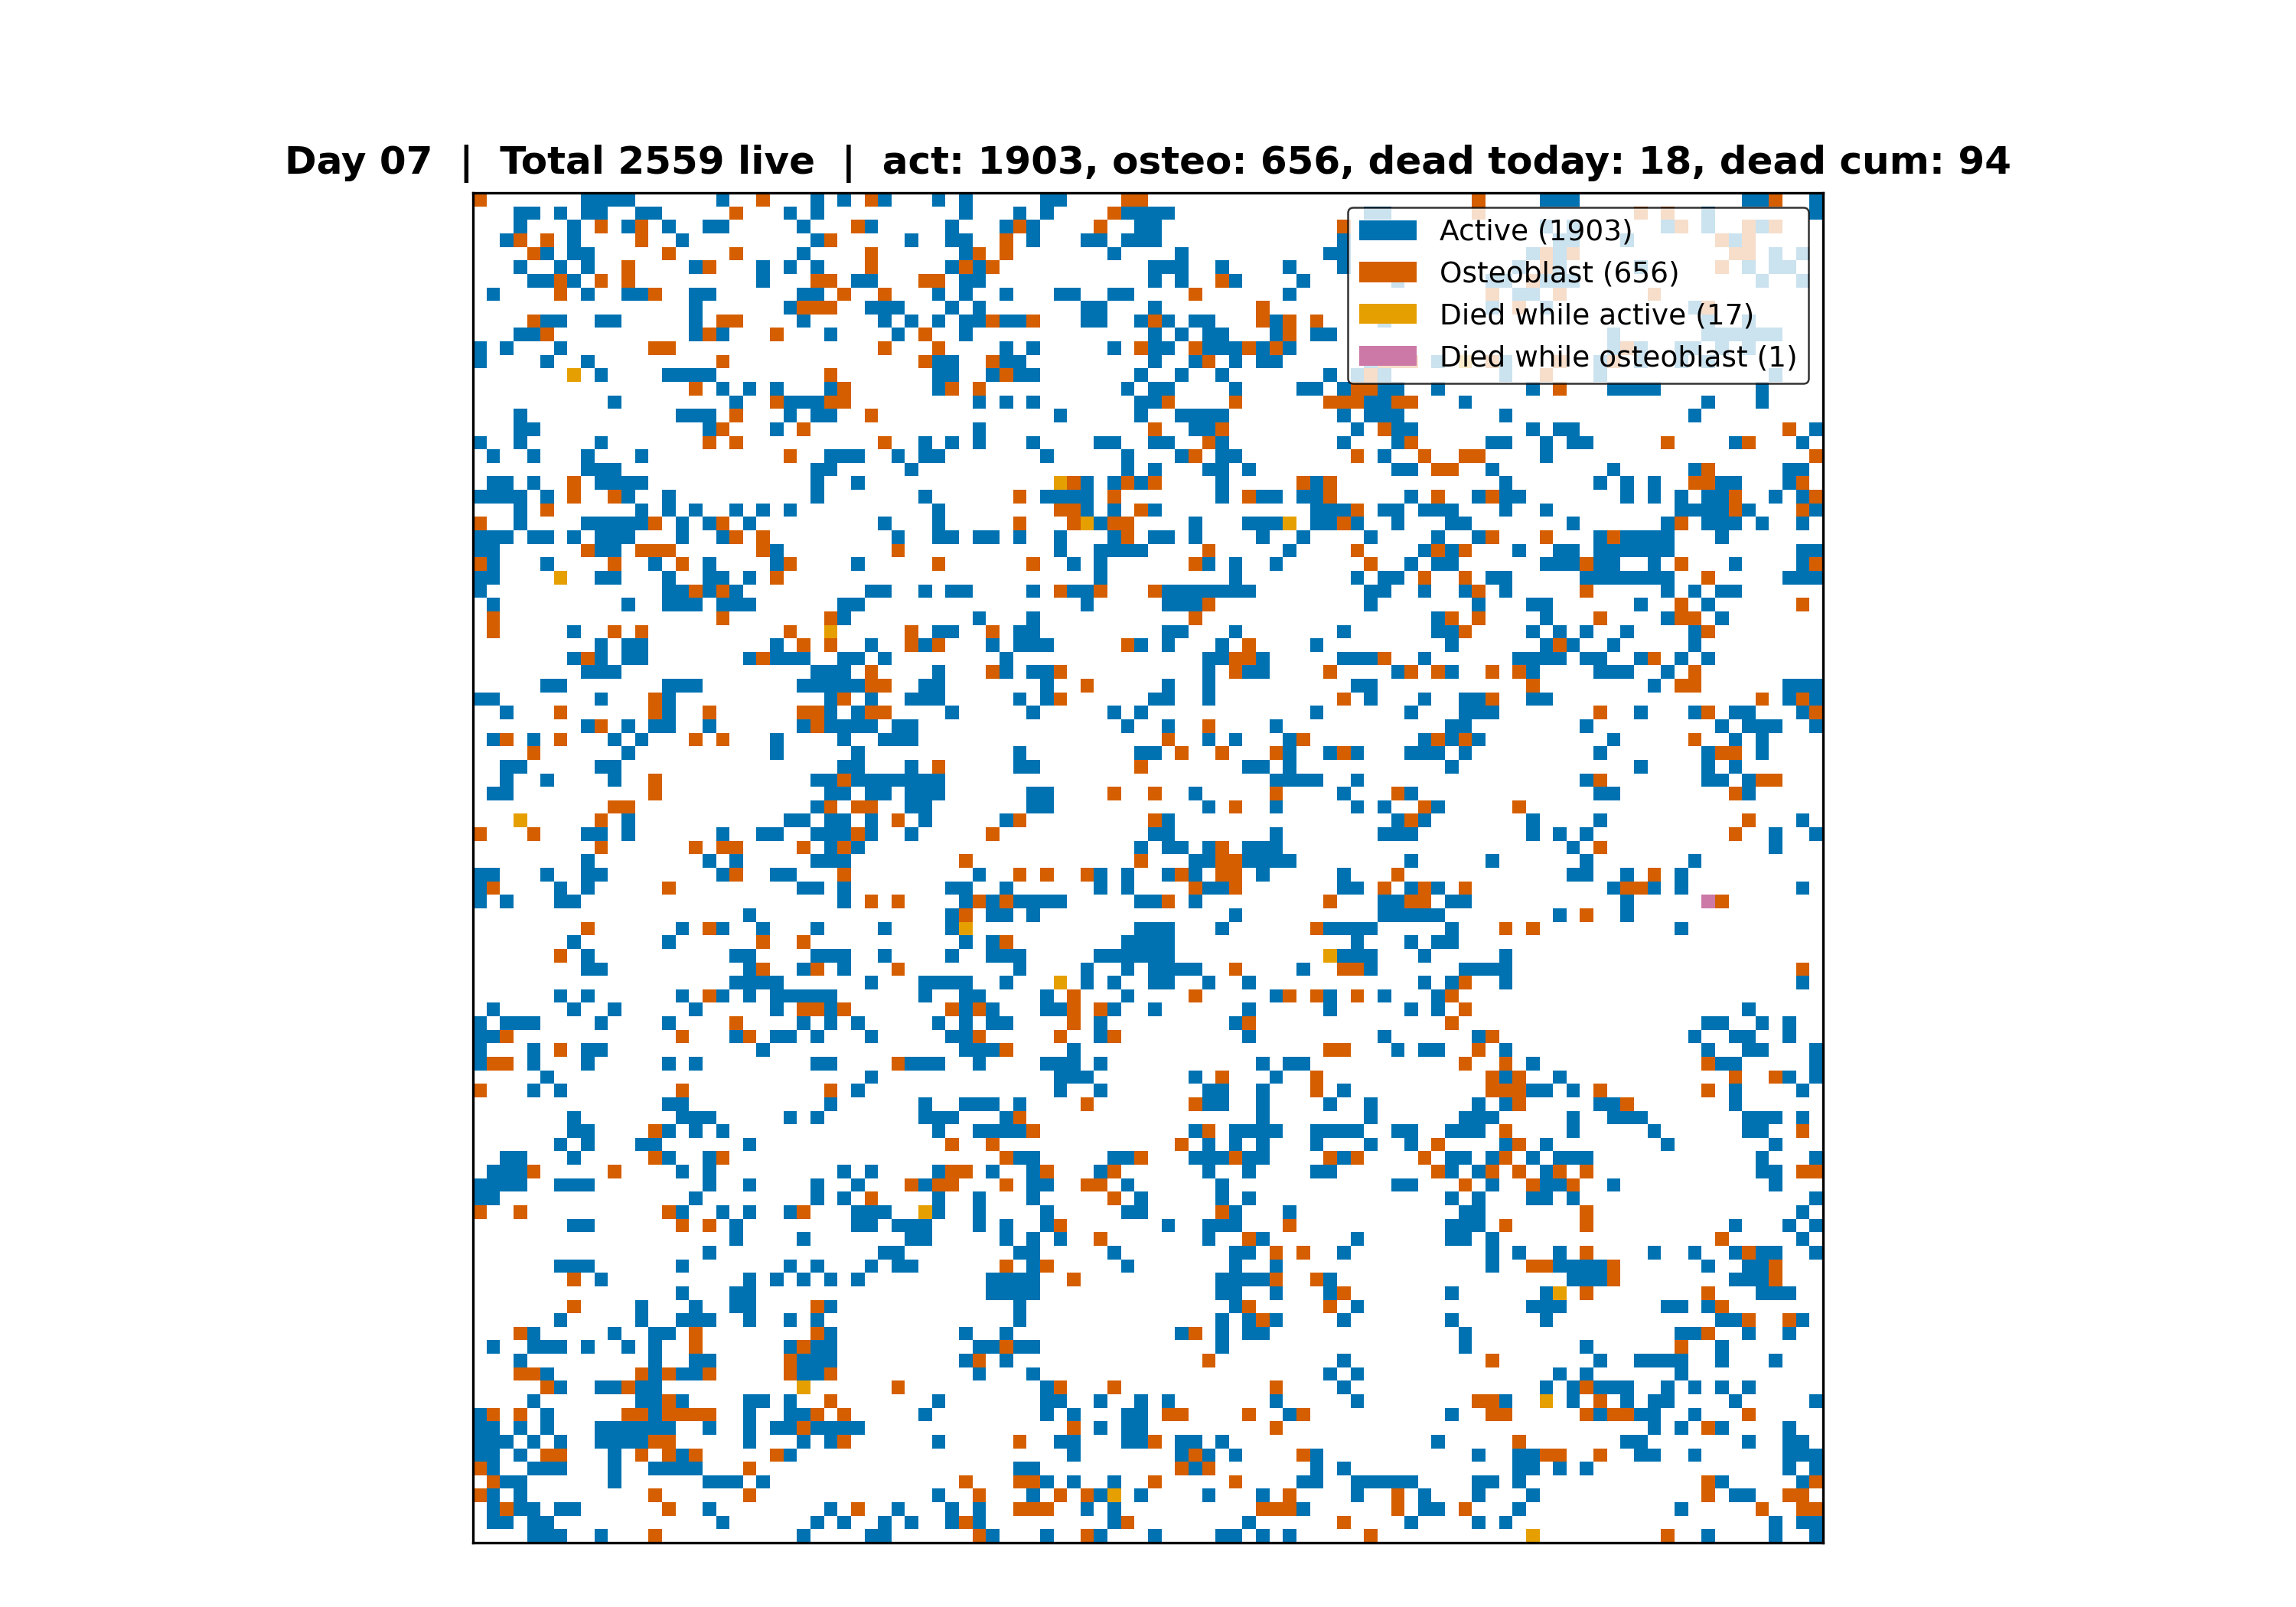 Day 07 | Total 2559 live | act: 1903, osteo: 656, dead today: 18, dead cum: 94
Active (1903)
Osteoblast (656)
Died while active (17)
Died while osteoblast (1)